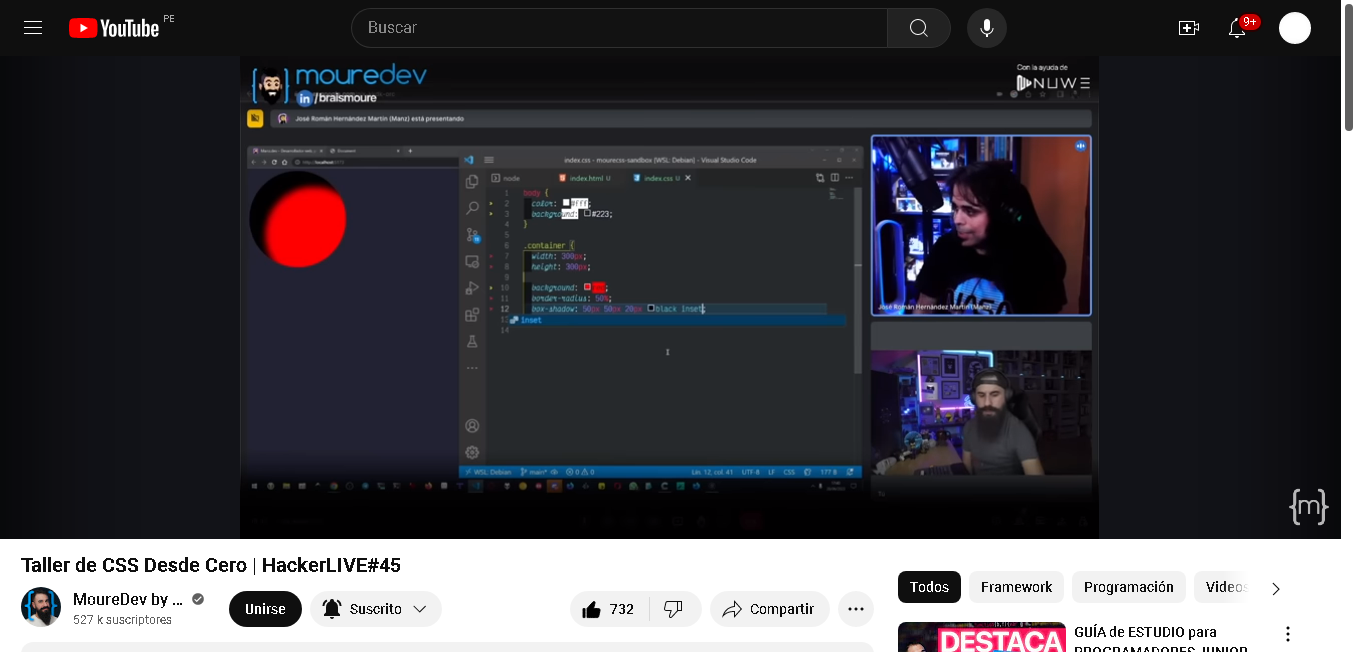 YouTube PE
Buscar
9+
mouredev
in /braismoure
Con la ayuda de
NUWE
José Román Hernández Martín (Manz) está presentando
index.css - mourecss-sandbox [WSL: Debian] - Visual Studio Code
node
index.html U
index.css U
1 body {
2 color: #fff;
3 background: #223;
4 }
5
6 .container {
7 width: 300px;
8 height: 300px;
9
10 background: red;
11 border-radius: 50%;
12 box-shadow: 50px 50px 20px black inset;
13 inset
14
José Román Hernández Martín (Manz)
Tú
WSL: Debian main* 0 0 Lín. 12, col. 41 UTF-8 LF CSS
{m}
Taller de CSS Desde Cero | HackerLIVE#45
MoureDev by ...
527 k suscriptores
Unirse
Suscrito
732
Compartir
Todos
Framework
Programación
Videos
DESTACA
GUÍA de ESTUDIO para
PROGRAMADORES JUNIOR